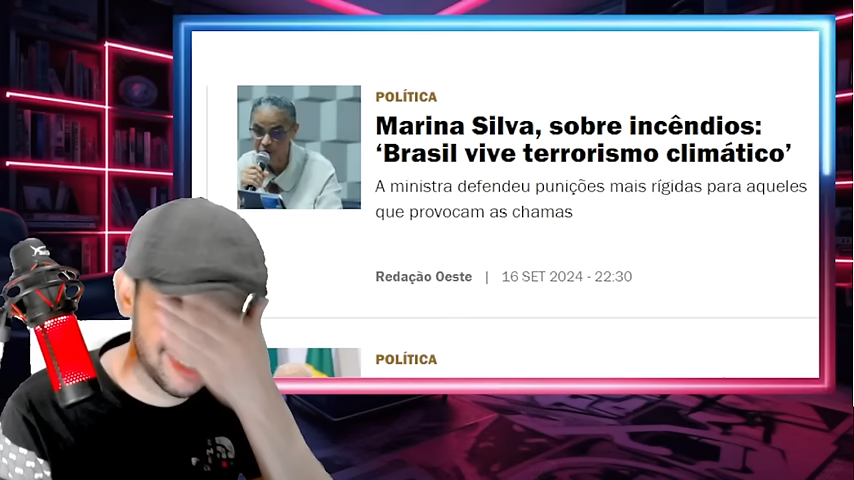 POLÍTICA
Marina Silva, sobre incêndios:
‘Brasil vive terrorismo climático’
A ministra defendeu punições mais rígidas para aqueles
que provocam as chamas
Redação Oeste | 16 SET 2024 - 22:30
POLÍTICA